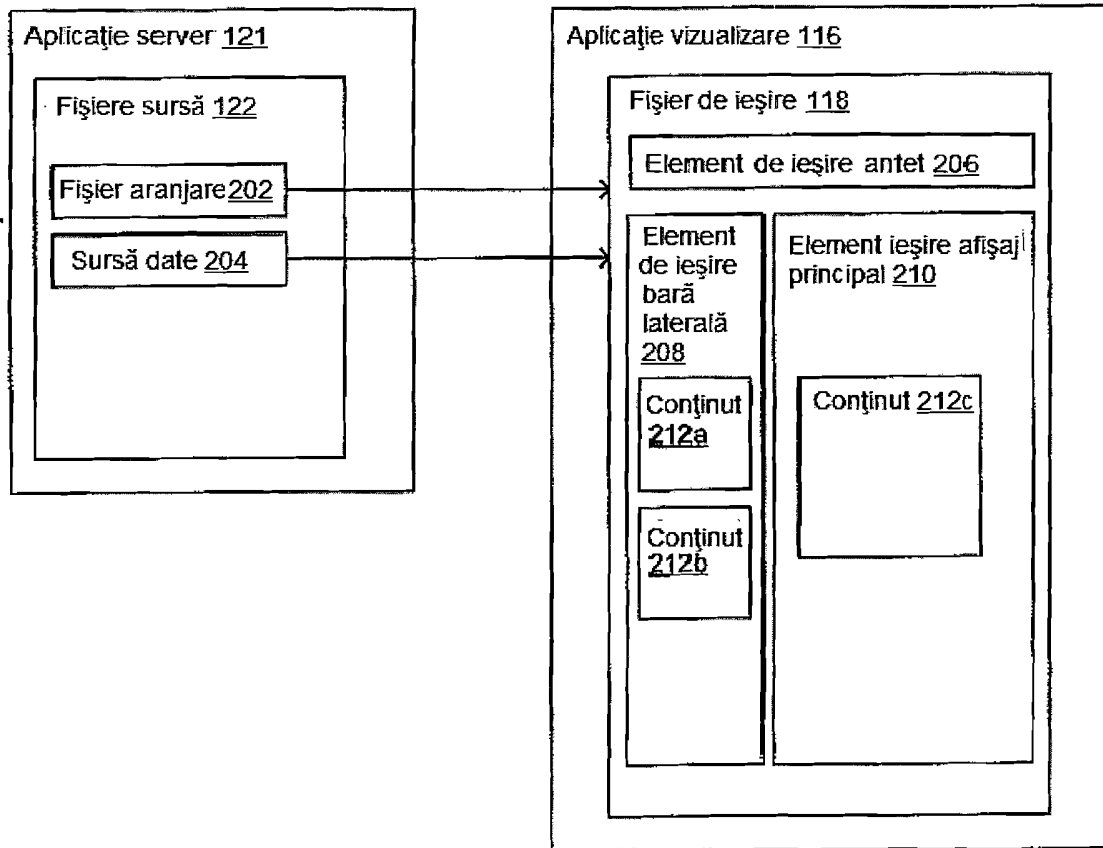 Aplicaţie server 121
Fişiere sursă 122
Fişier aranjare202
Sursă date 204
Aplicaţie vizualizare 116
Fişier de ieşire 118
Element de ieşire antet 206
Element
de ieşire
bară
laterală
208
Conţinut
212a
Conţinut
212b
Element ieşire afişaj
principal 210
Conţinut 212c